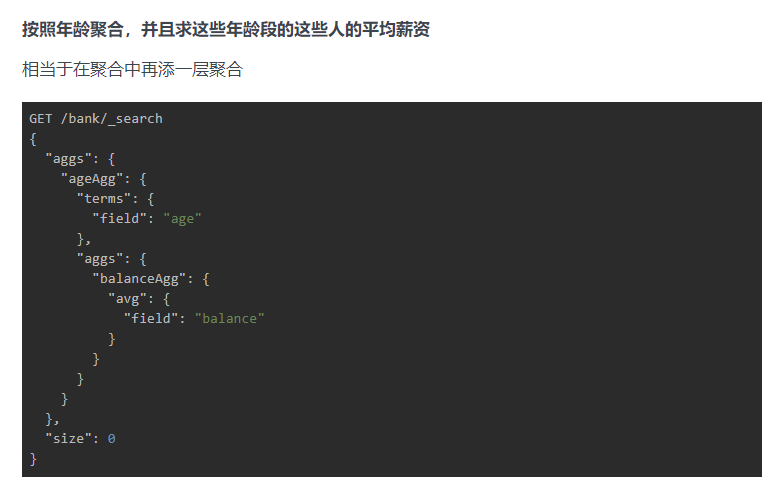 按照年龄聚合，并且求这些年龄段的这些人的平均薪资
相当于在聚合中再添一层聚合
GET /bank/_search
{
  "aggs": {
    "ageAgg": {
      "terms": {
        "field": "age"
      },
      "aggs": {
        "balanceAgg": {
          "avg": {
            "field": "balance"
          }
        }
      }
    }
  },
  "size": 0
}